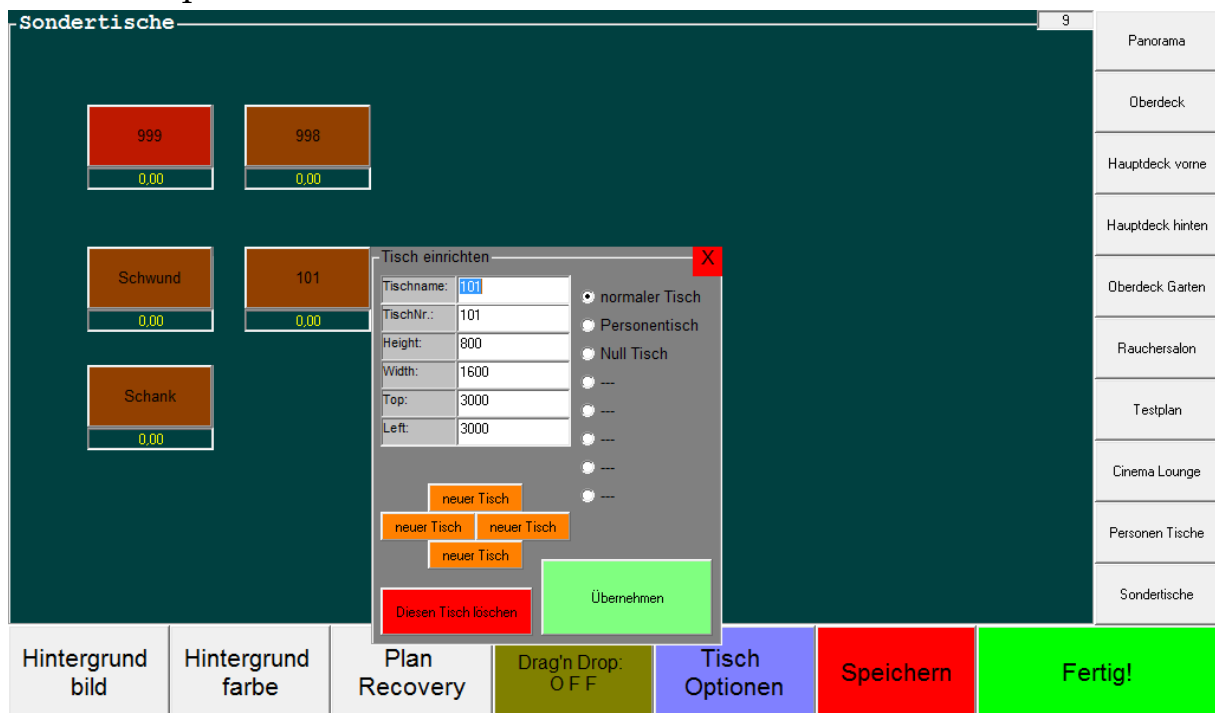 Sondertische
9
Panorama
Oberdeck
Hauptdeck vorne
Hauptdeck hinten
Oberdeck Garten
Rauchersalon
Testplan
Cinema Lounge
Personen Tische
Sondertische
999
0,00
998
0,00
Schwund
0,00
101
0,00
Schank
0,00
Tisch einrichten
X
Tischname: 101
TischNr.: 101
Height: 800
Width: 1600
Top: 3000
Left: 3000
normaler Tisch
Personentisch
Null Tisch
---
---
---
---
---
neuer Tisch
neuer Tisch neuer Tisch
neuer Tisch
Diesen Tisch löschen
Übernehmen
Hintergrund
bild
Hintergrund
farbe
Plan
Recovery
Drag'n Drop:
O F F
Tisch
Optionen
Speichern
Fertig!